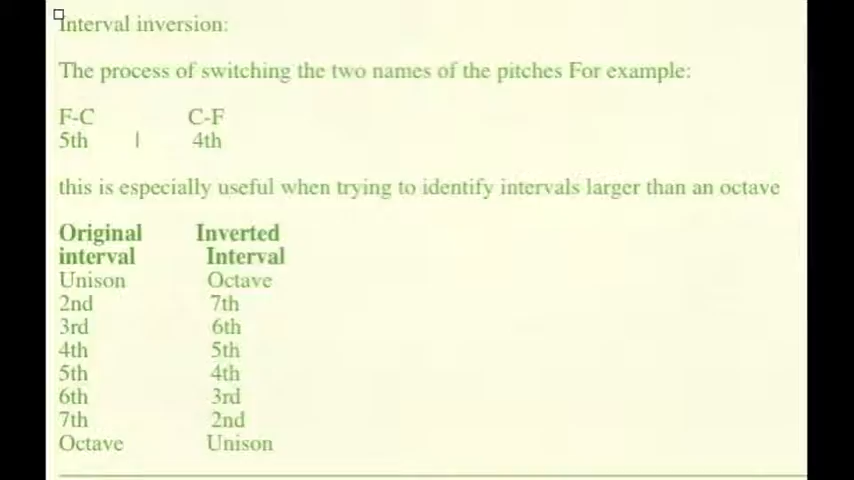 Interval inversion:
The process of switching the two names of the pitches For example:
F-C C-F
5th | 4th
this is especially useful when trying to identify intervals larger than an octave
Original Inverted
interval Interval
Unison Octave
2nd 7th
3rd 6th
4th 5th
5th 4th
6th 3rd
7th 2nd
Octave Unison